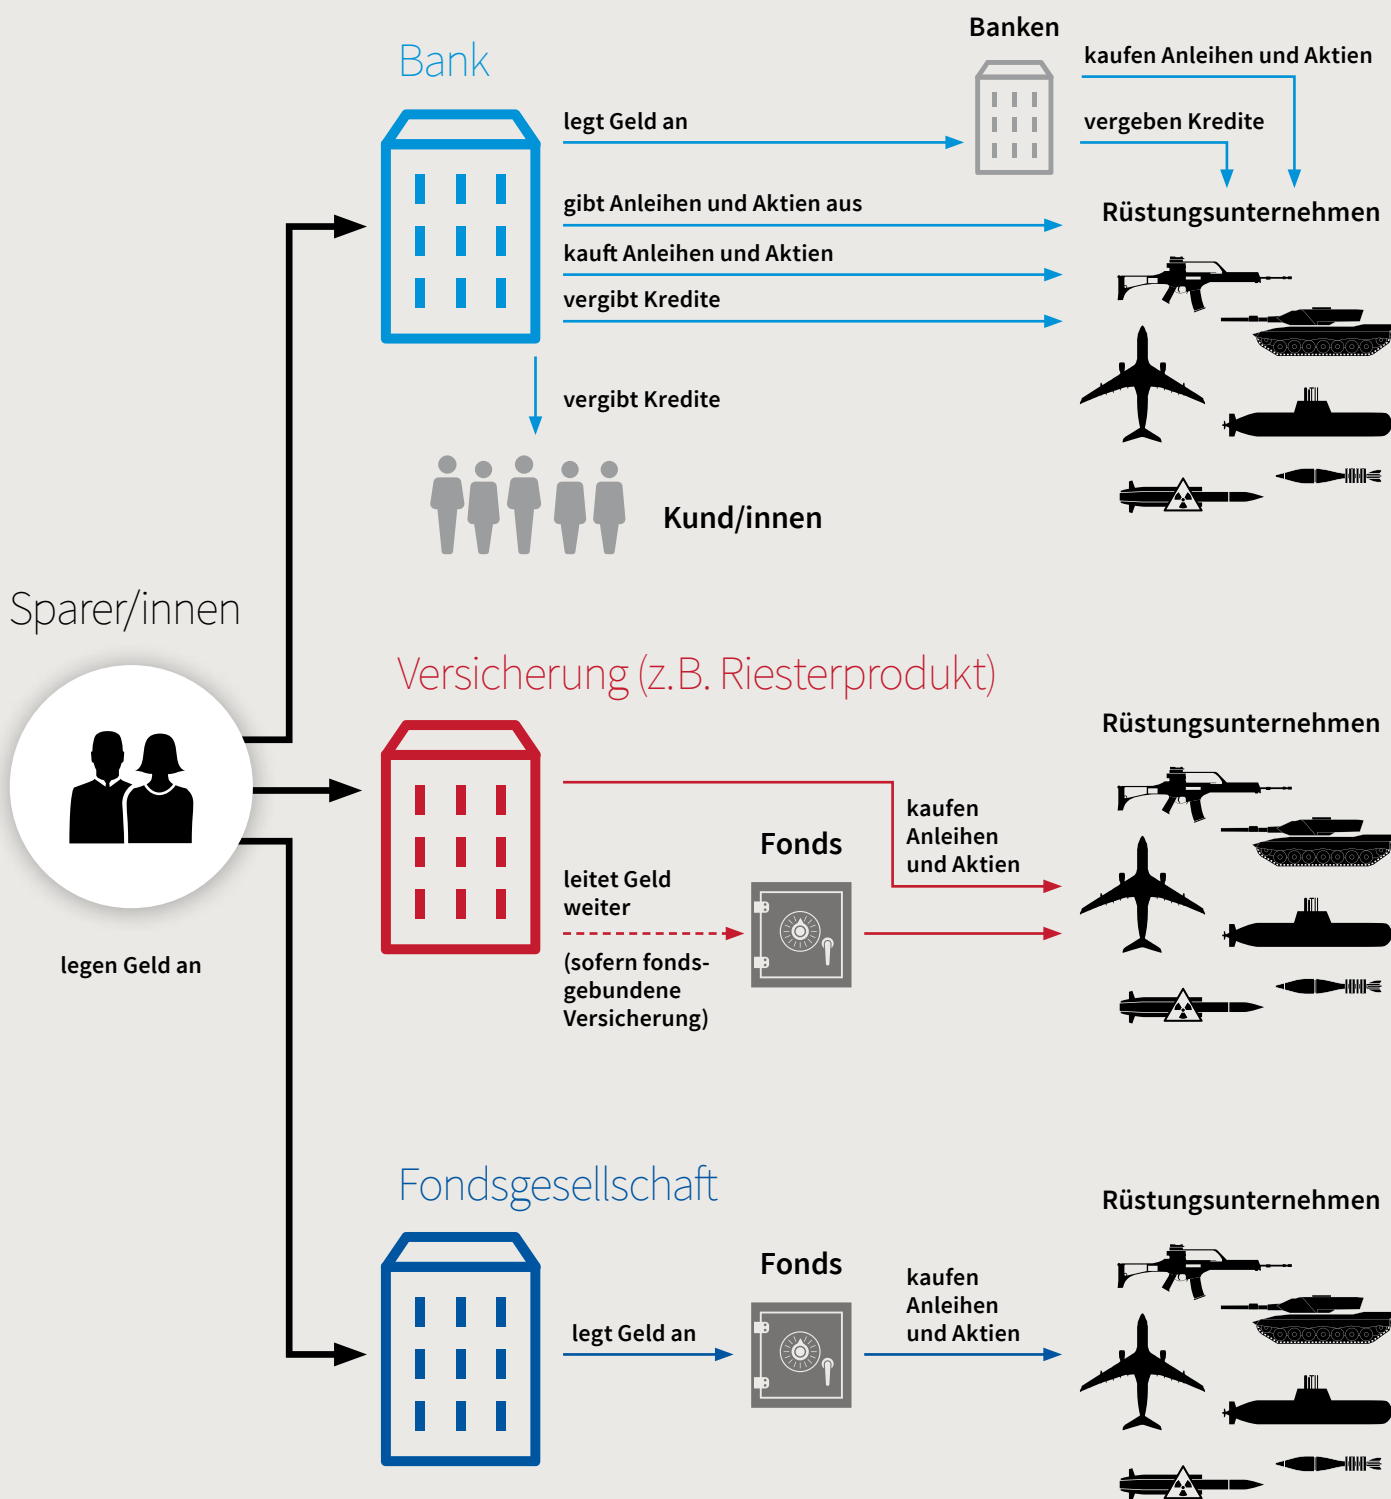 Banken
Bank
kaufen Anleihen und Aktien
legt Geld an
vergeben Kredite
gibt Anleihen und Aktien aus
Rüstungsunternehmen
kauft Anleihen und Aktien
vergibt Kredite
vergibt Kredite
Kund/innen
Sparer/innen
legen Geld an
Versicherung (z.B. Riesterprodukt)
Rüstungsunternehmen
kaufen
Anleihen
und Aktien
Fonds
leitet Geld
weiter
(sofern fonds-
gebundene
Versicherung)
Fondsgesellschaft
Rüstungsunternehmen
Fonds
legt Geld an
kaufen
Anleihen
und Aktien